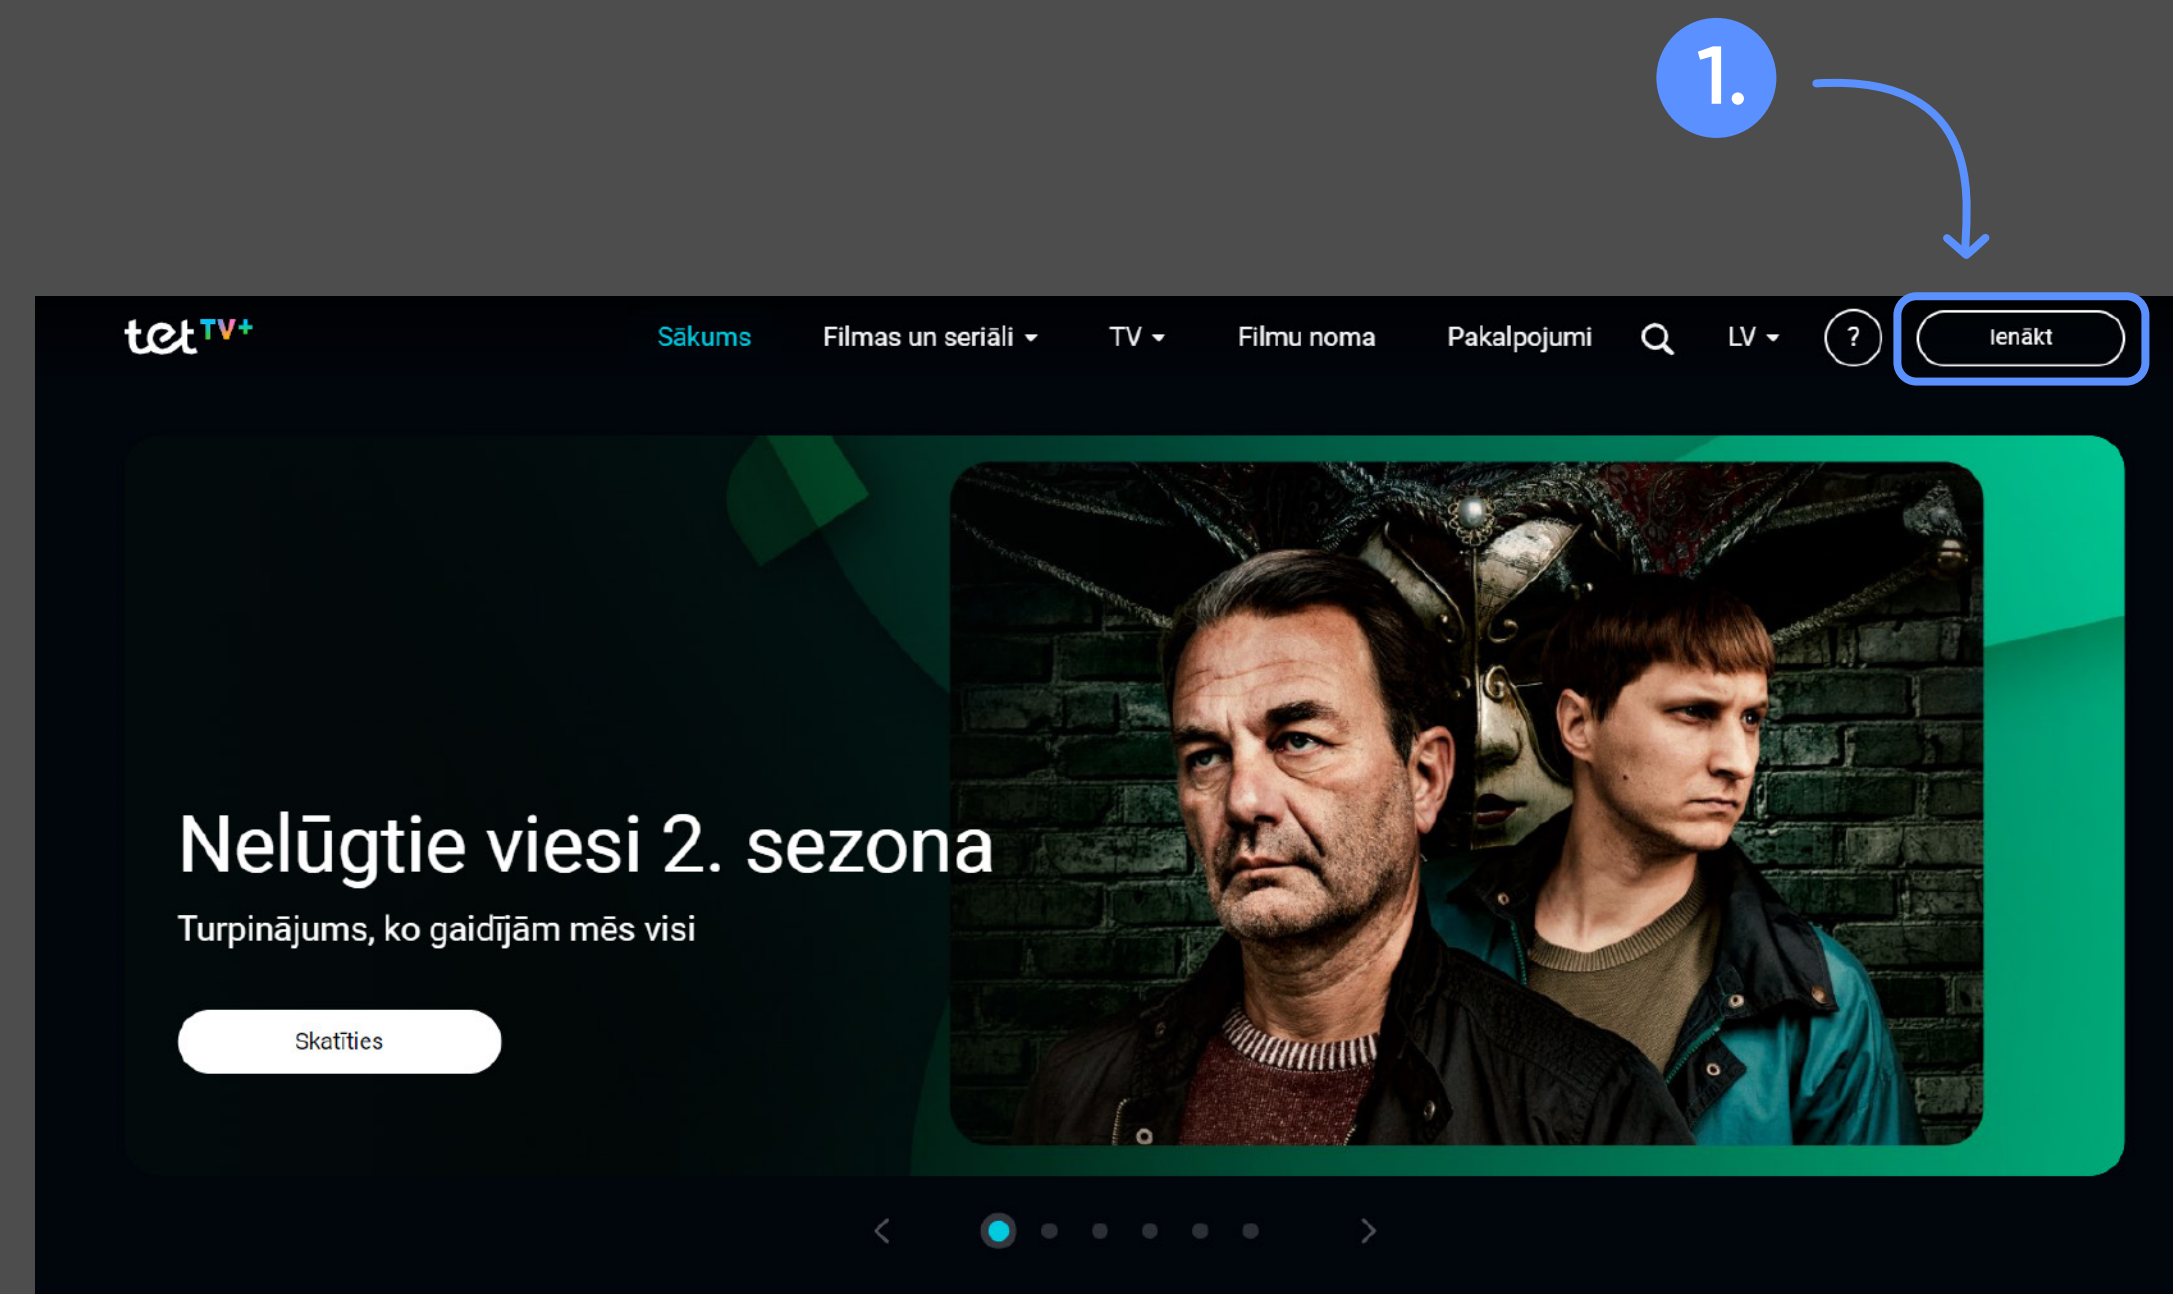 1.
tet TV+
Sākums Filmas un seriāli TV Filmu noma Pakalpojumi LV ? Ienākt
Nelūgtie viesi 2. sezona
Turpinājums, ko gaidījām mēs visi
Skatīties